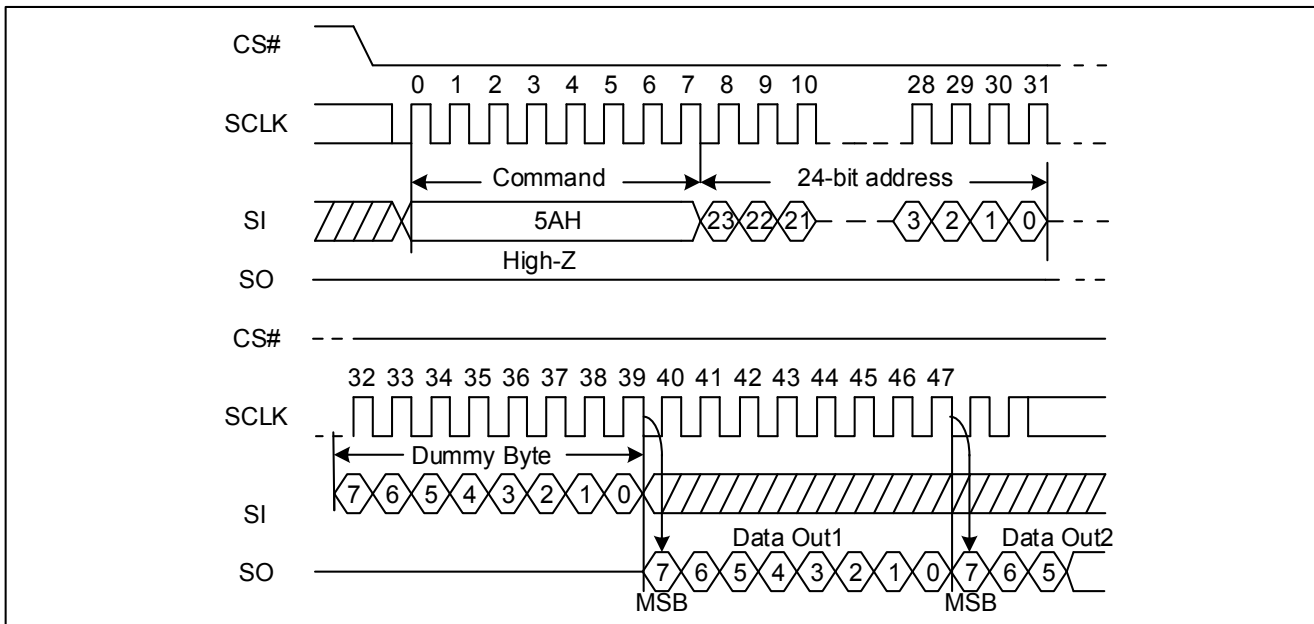 CS#
0 1 2 3 4 5 6 7 8 9 10 28 29 30 31
SCLK
Command 24-bit address
SI 5AH 23 22 21 3 2 1 0
High-Z
SO
CS#
32 33 34 35 36 37 38 39 40 41 42 43 44 45 46 47
SCLK
Dummy Byte
7 6 5 4 3 2 1 0
SI
Data Out1 Data Out2
SO 7 6 5 4 3 2 1 0 7 6 5
MSB MSB